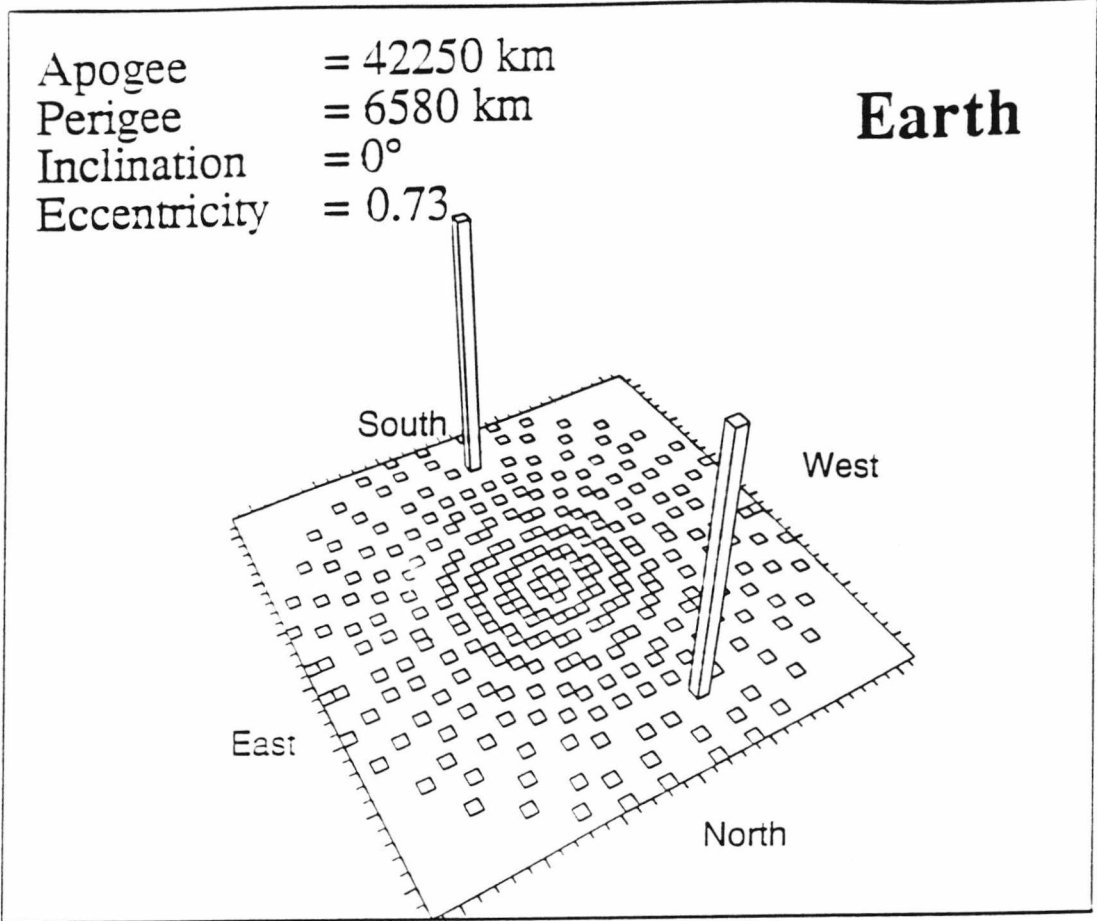 Apogee = 42250 km
Perigee = 6580 km
Inclination = 0°
Eccentricity = 0.73
Earth
South
West
East
North